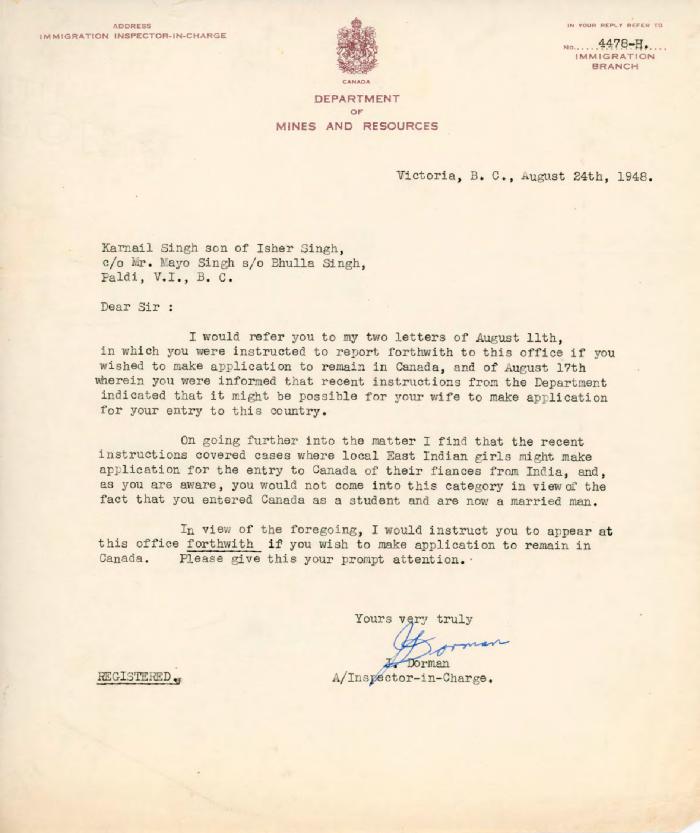 ADDRESS
IMMIGRATION INSPECTOR-IN-CHARGE
IN YOUR REPLY REFER TO
No. 4478-H.
IMMIGRATION
BRANCH
CANADA
DEPARTMENT
OF
MINES AND RESOURCES
Victoria, B. C., August 24th, 1948.
Karnail Singh son of Isher Singh,
c/o Mr. Mayo Singh s/o Bhulla Singh,
Paldi, V.I., B. C.
Dear Sir :
I would refer you to my two letters of August 11th,
in which you were instructed to report forthwith to this office if you
wished to make application to remain in Canada, and of August 17th
wherein you were informed that recent instructions from the Department
indicated that it might be possible for your wife to make application
for your entry to this country.
On going further into the matter I find that the recent
instructions covered cases where local East Indian girls might make
application for the entry to Canada of their fiances from India, and,
as you are aware, you would not come into this category in view of the
fact that you entered Canada as a student and are now a married man.
In view of the foregoing, I would instruct you to appear at
this office forthwith if you wish to make application to remain in
Canada. Please give this your prompt attention.
Yours very truly
Dorman
Dorman
REGISTERED.
A/Inspector-in-Charge.